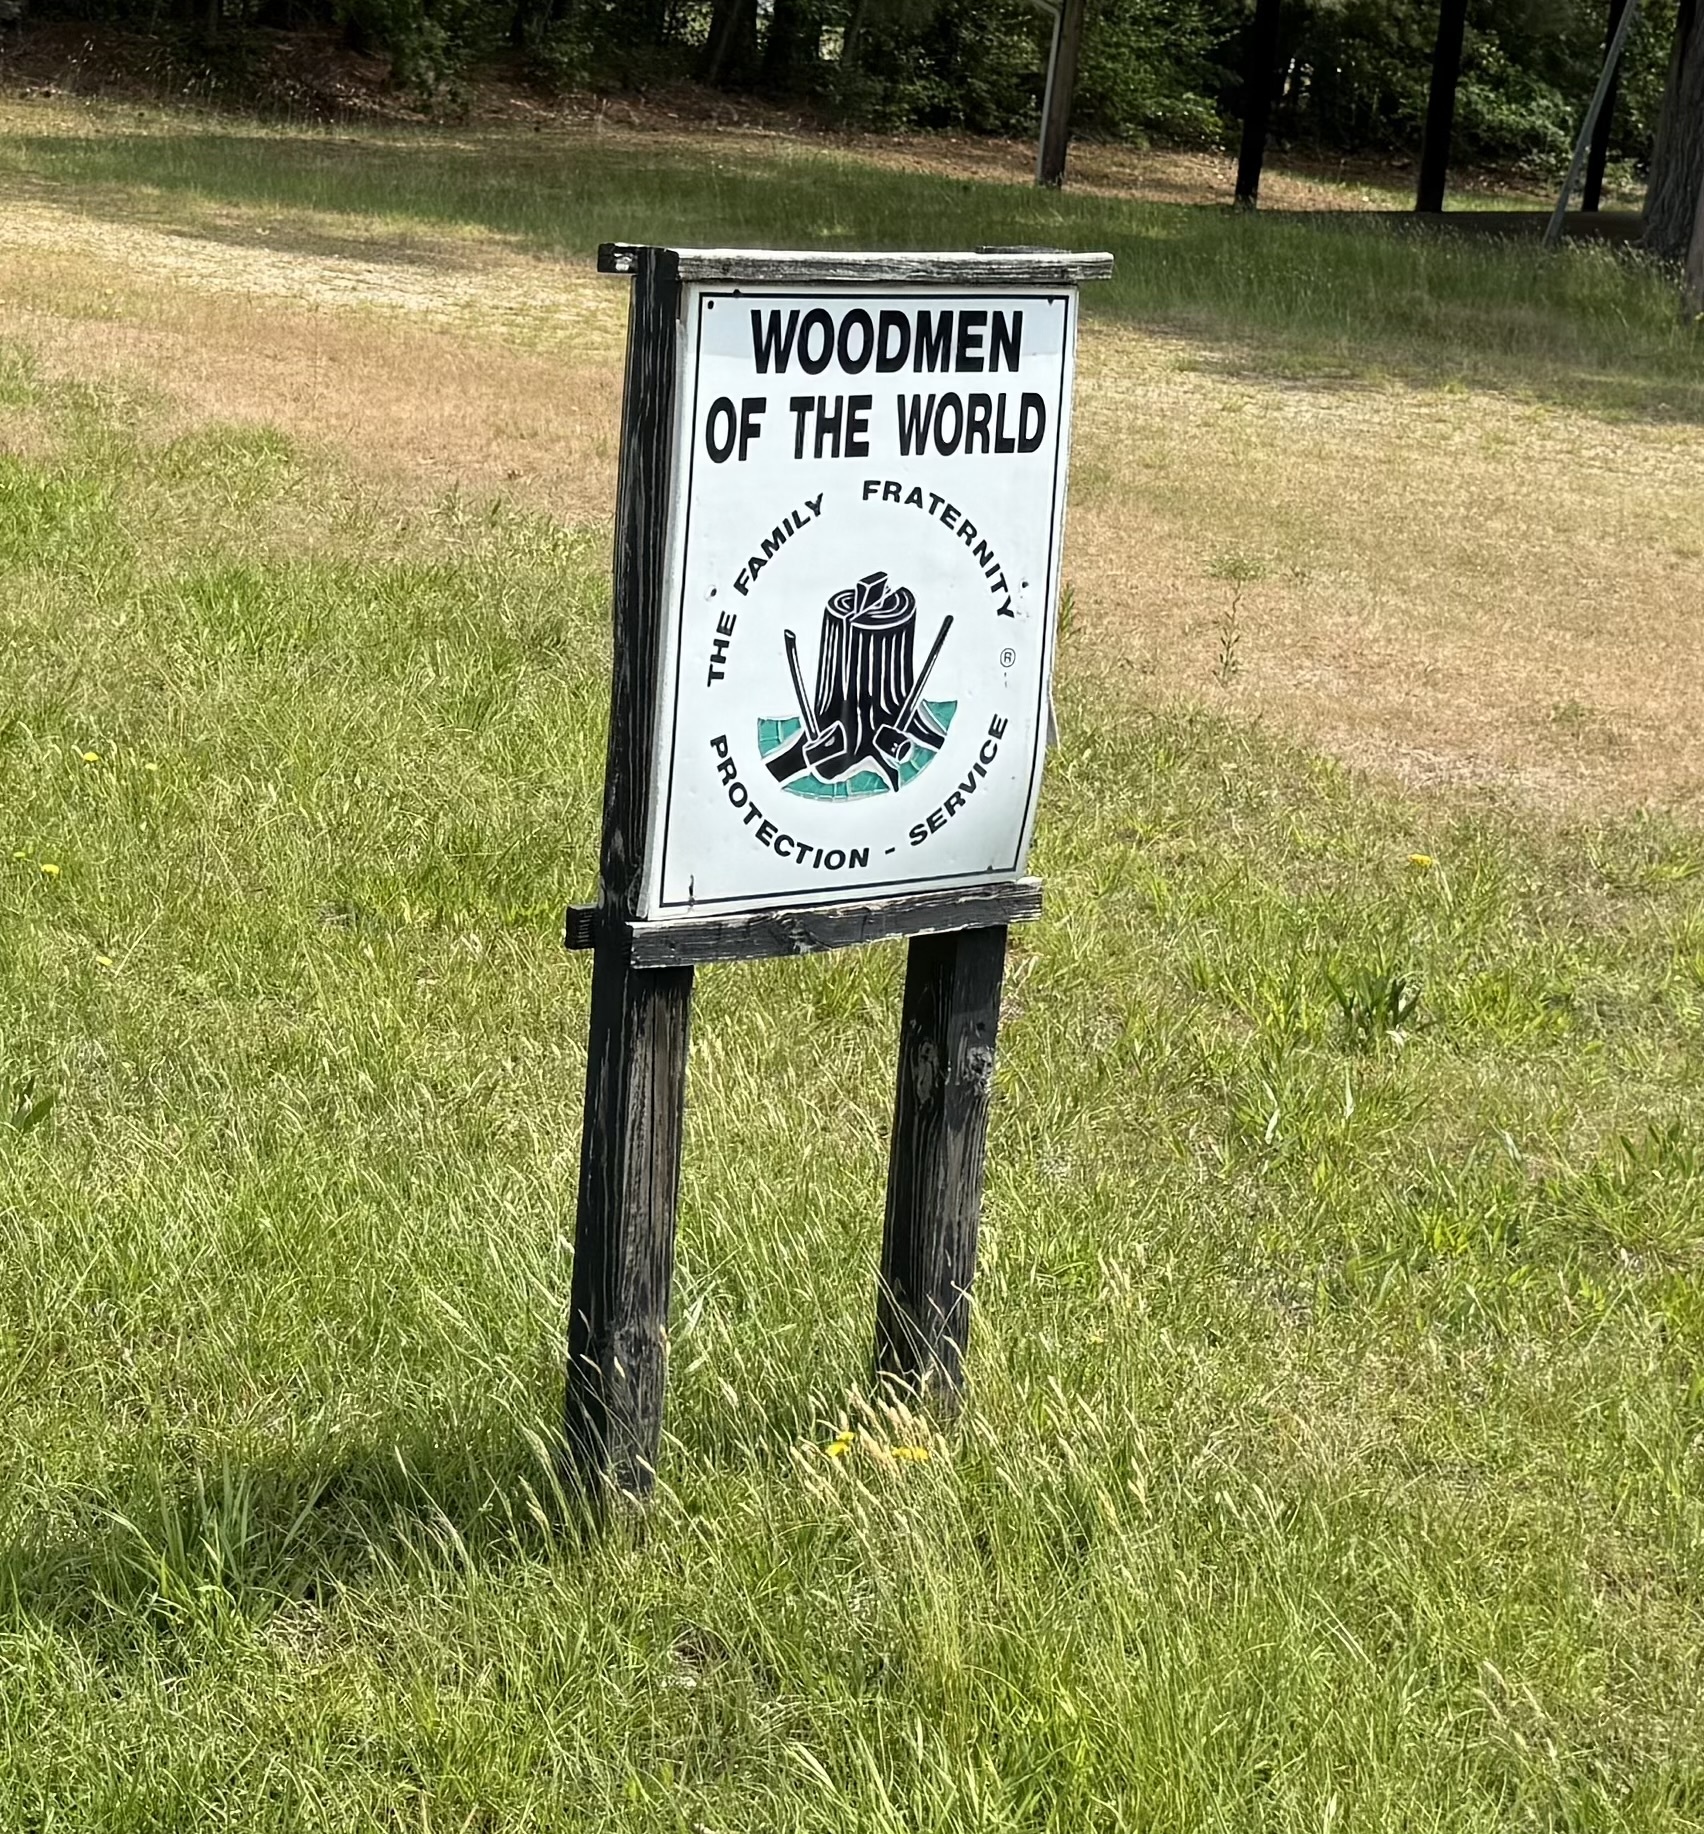 WOODMEN
OF THE WORLD
THE FAMILY FRATERNITY ®
PROTECTION - SERVICE